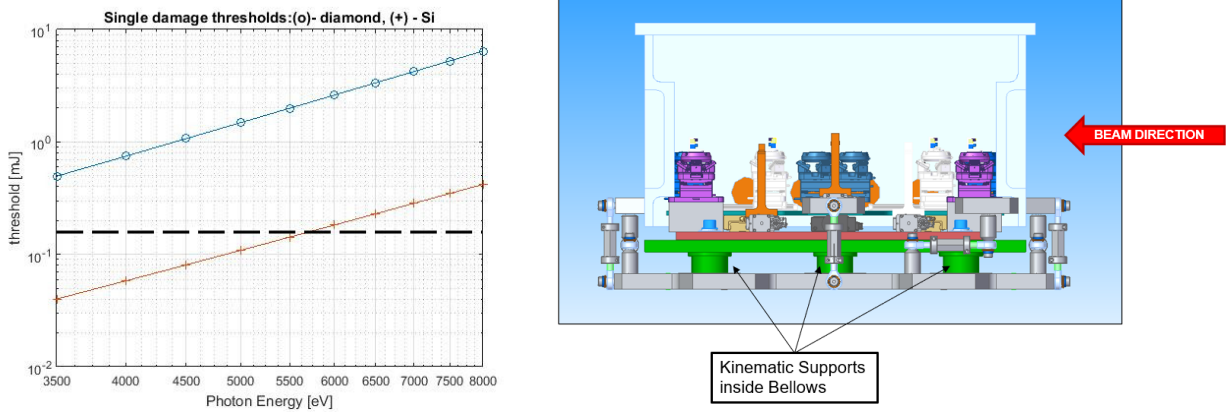 Single damage thresholds:(o)- diamond, (+) - Si
threshold [mJ]
10^1
10^0
10^-1
10^-2
3500 4000 4500 5000 5500 6000 6500 7000 7500 8000
Photon Energy [eV]
BEAM DIRECTION
Kinematic Supports
inside Bellows